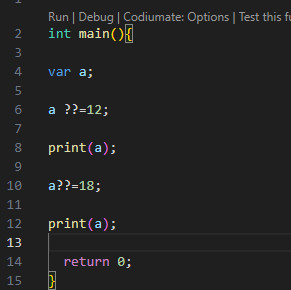 Run | Debug | Codiumate: Options | Test this
2 int main(){
3
4 var a;
5
6 a ??=12;
7
8 print(a);
9
10 a??=18;
11
12 print(a);
13
14 return 0;
15 }